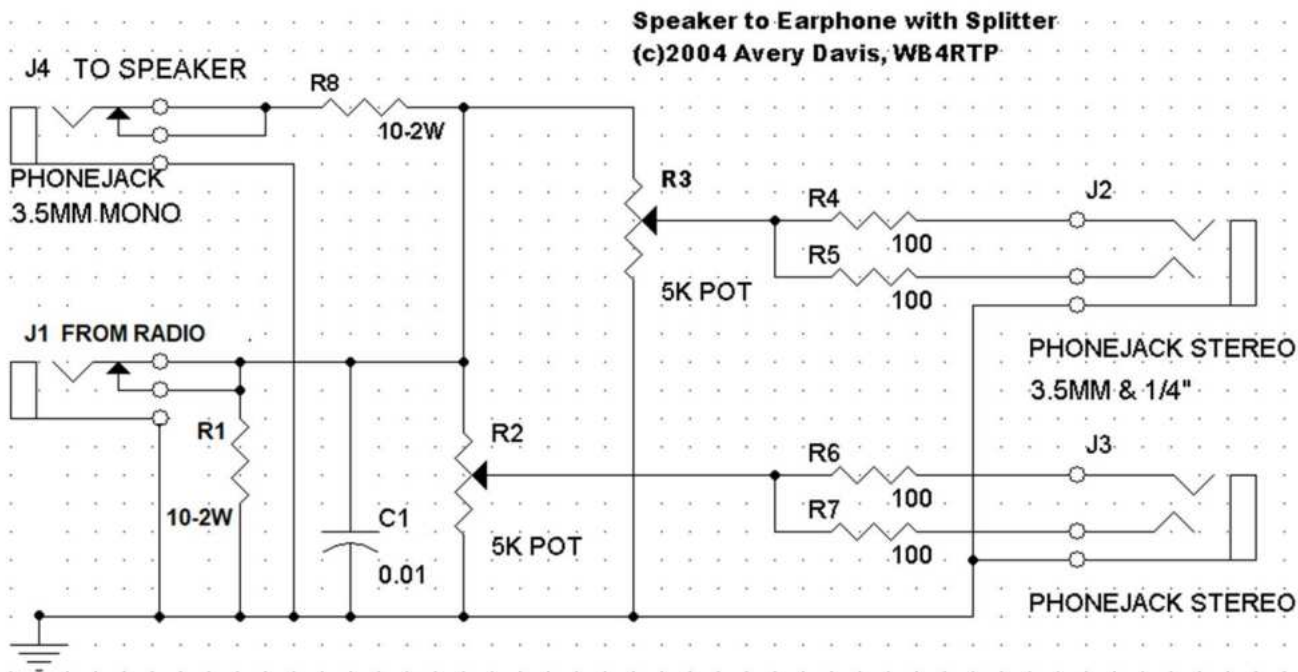 Speaker to Earphone with Splitter
(c)2004 Avery Davis, WB4RTP
J4 TO SPEAKER
R8
10-2W
PHONEJACK
3.5MM MONO
R3
5K POT
R4
100
R5
100
J2
PHONEJACK STEREO
3.5MM & 1/4"
J1 FROM RADIO
R1
10-2W
C1
0.01
R2
5K POT
R6
100
R7
100
J3
PHONEJACK STEREO